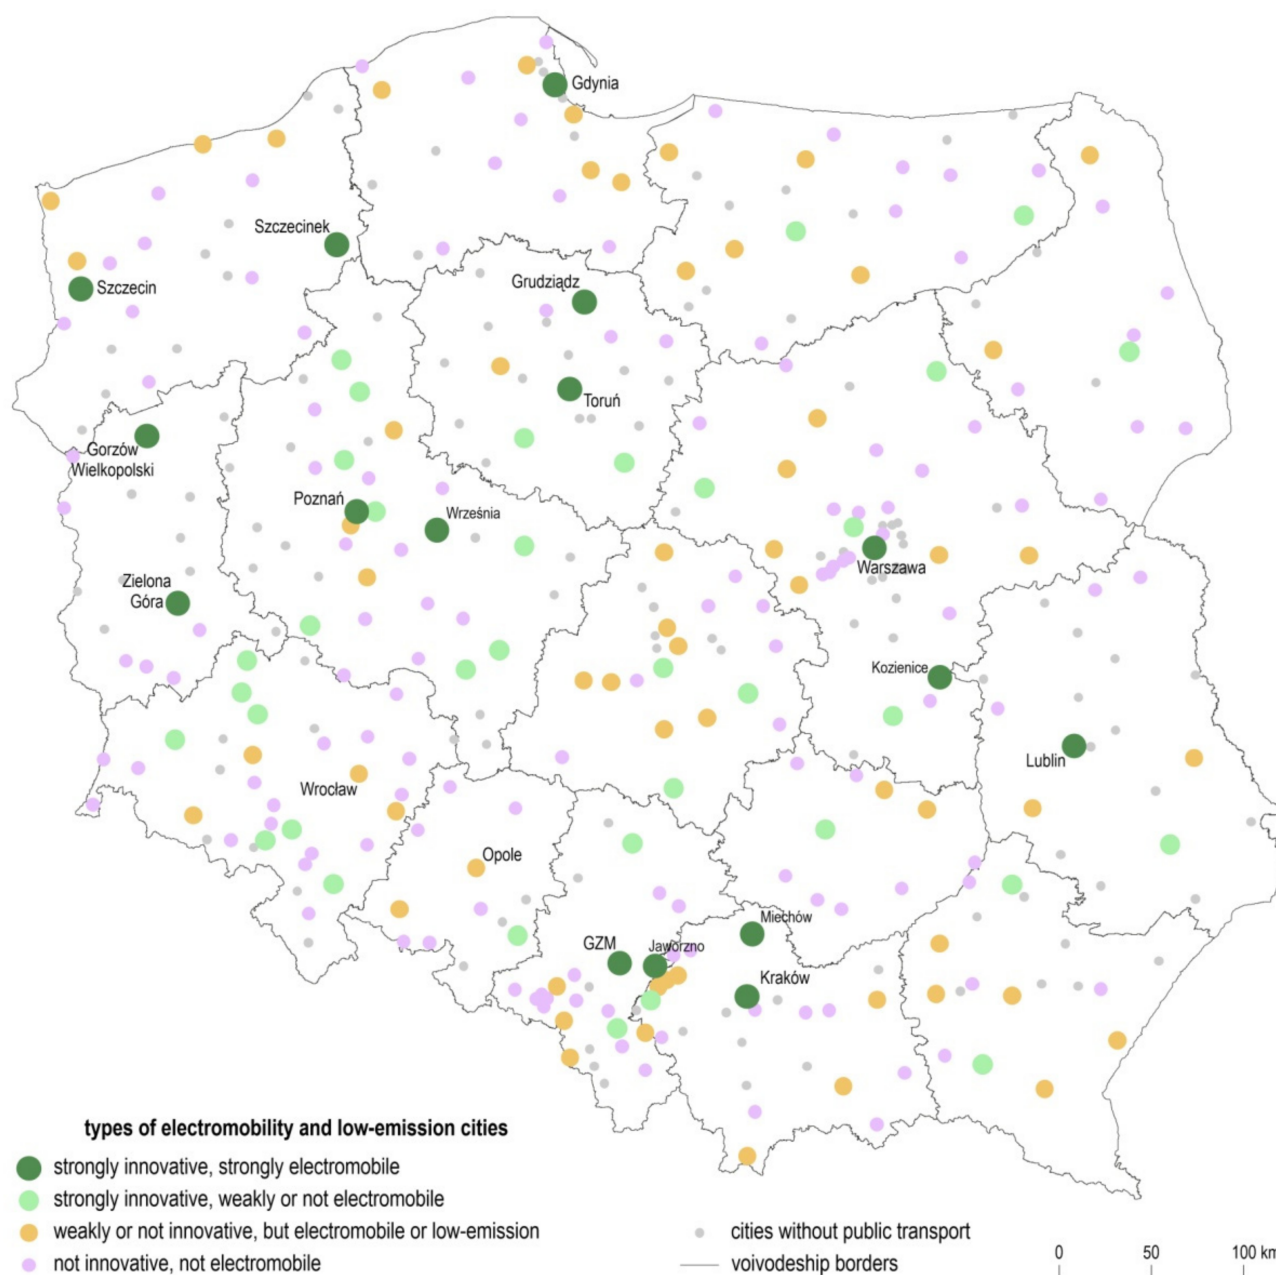 Gdynia
Szczecinek
Grudziądz
Szczecin
Toruń
Gorzów
Wielkopolski
Poznań
Września
Warszawa
Zielona
Góra
Kozienice
Lublin
Wrocław
Opole
Miechów
GZM
Jaworzno
Kraków
types of electromobility and low-emission cities
strongly innovative, strongly electromobile
strongly innovative, weakly or not electromobile
weakly or not innovative, but electromobile or low-emission
not innovative, not electromobile
cities without public transport
voivodeship borders
0 50 100 km